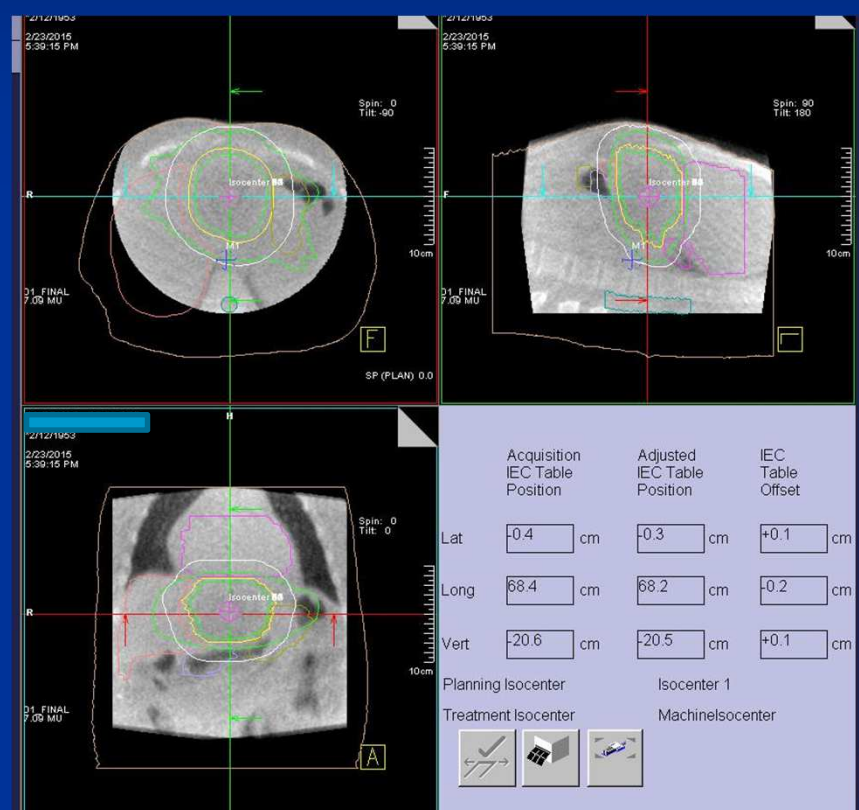 2/12/1953
2/23/2015
5:39:15 PM
Spin: 0
Tilt: -90
R
Isocenter
M1
10cm
01_FINAL
7.09 MU
F
SP (PLAN) 0.0
2/12/1953
2/23/2015
5:39:15 PM
Spin: 90
Tilt: 180
F
Isocenter
M1
10cm
01_FINAL
7.09 MU
H
2/12/1953
2/23/2015
5:39:15 PM
Spin: 0
Tilt: 0
R
Isocenter
10cm
01_FINAL
7.09 MU
A
Acquisition IEC Table Position
Adjusted IEC Table Position
IEC Table Offset
Lat -0.4 cm -0.3 cm +0.1 cm
Long 68.4 cm 68.2 cm -0.2 cm
Vert -20.6 cm -20.5 cm +0.1 cm
Planning Isocenter Isocenter 1
Treatment Isocenter MachineIsocenter